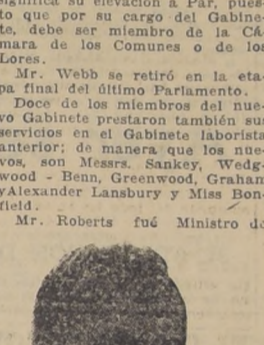 significa su elevación a Par, pues-
to que por su cargo del Gabine-
te, debe ser miembro de la Cá-
mara de los Comunes o de los
Lores.
Mr. Webb se retiró en la eta-
pa final del último Parlamento.
Doce de los miembros del nue-
vo Gabinete prestaron también sus
servicios en el Gabinete laborista
anterior; de manera que los nue-
vos, son Messrs. Sankey, Wedg-
wood - Benn, Greenwood, Graham
yAlexander Lansbury y Miss Bon-
field.
Mr. Roberts fué Ministro de